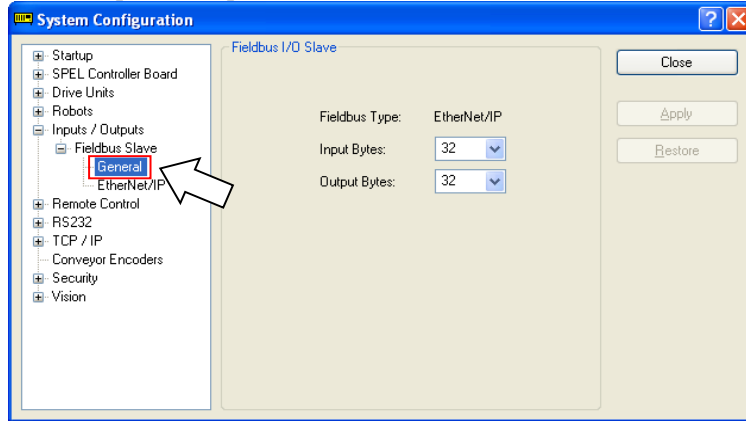 System Configuration
Startup
SPEL Controller Board
Drive Units
Robots
Inputs / Outputs
Fieldbus Slave
General
EtherNet/IP
Remote Control
RS232
TCP / IP
Conveyor Encoders
Security
Vision
Fieldbus I/O Slave
Fieldbus Type: EtherNet/IP
Input Bytes: 32
Output Bytes: 32
Close
Apply
Restore